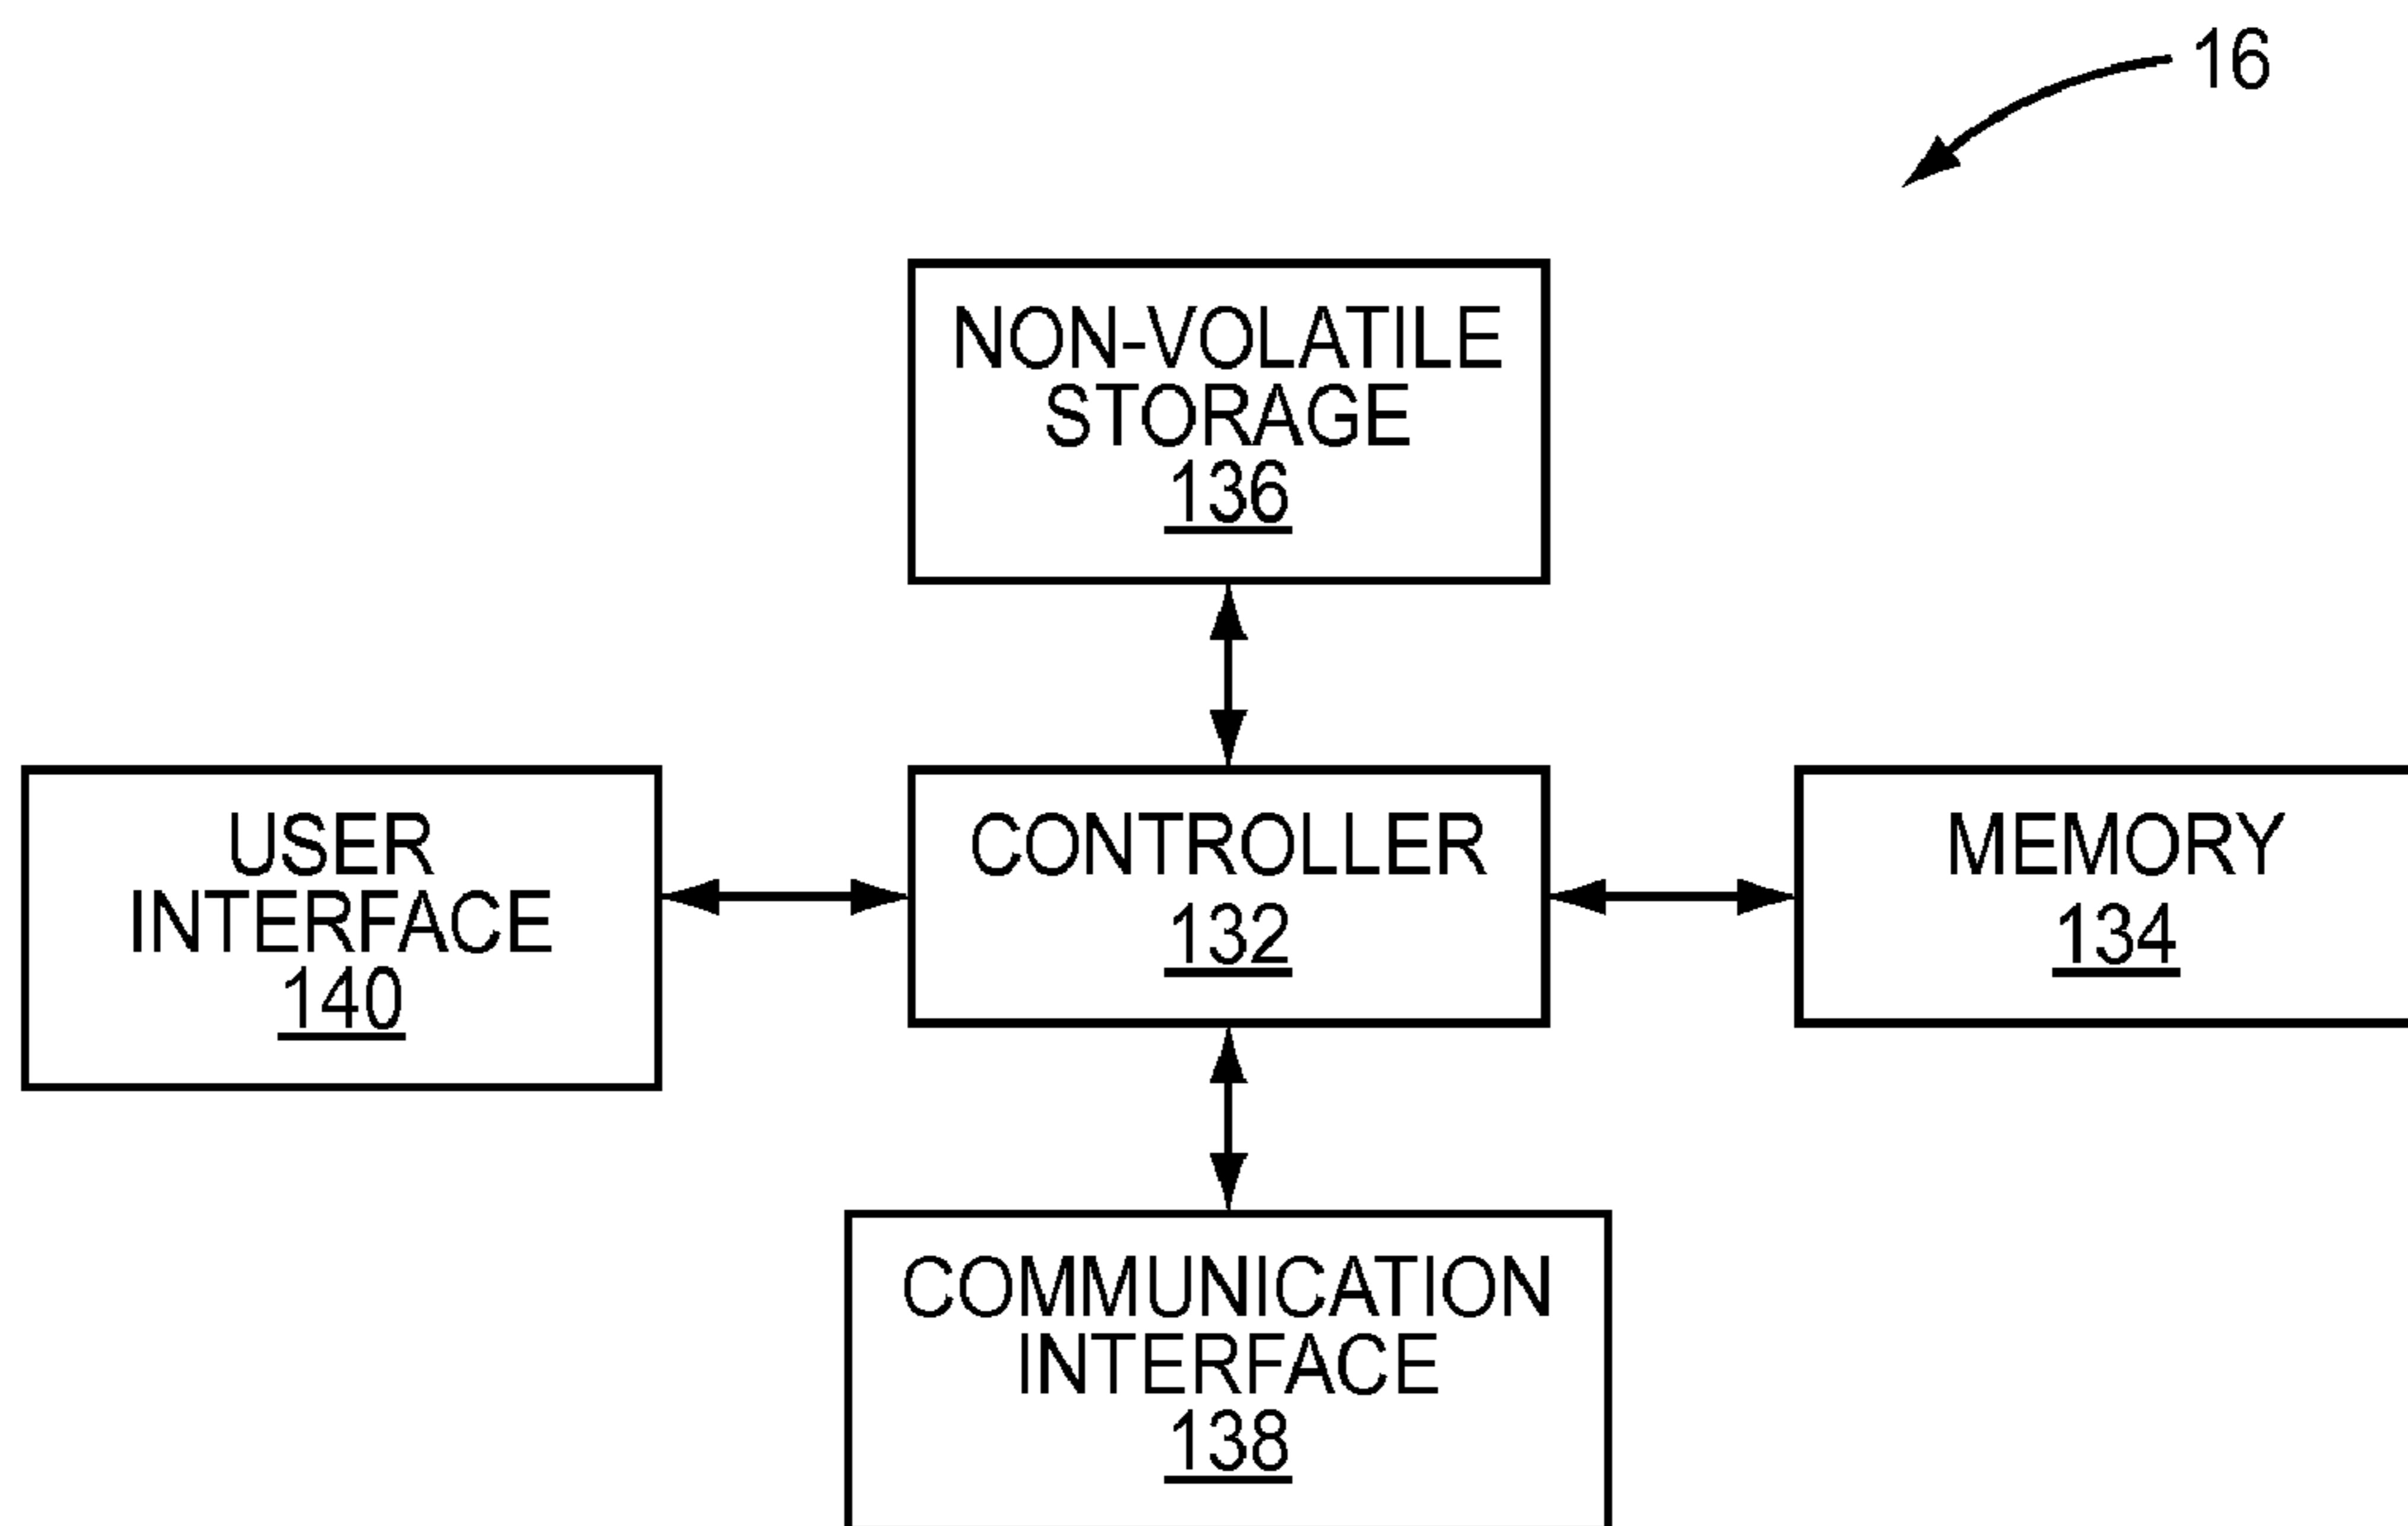 16
NON-VOLATILE
STORAGE
136
USER
INTERFACE
140
CONTROLLER
132
MEMORY
134
COMMUNICATION
INTERFACE
138